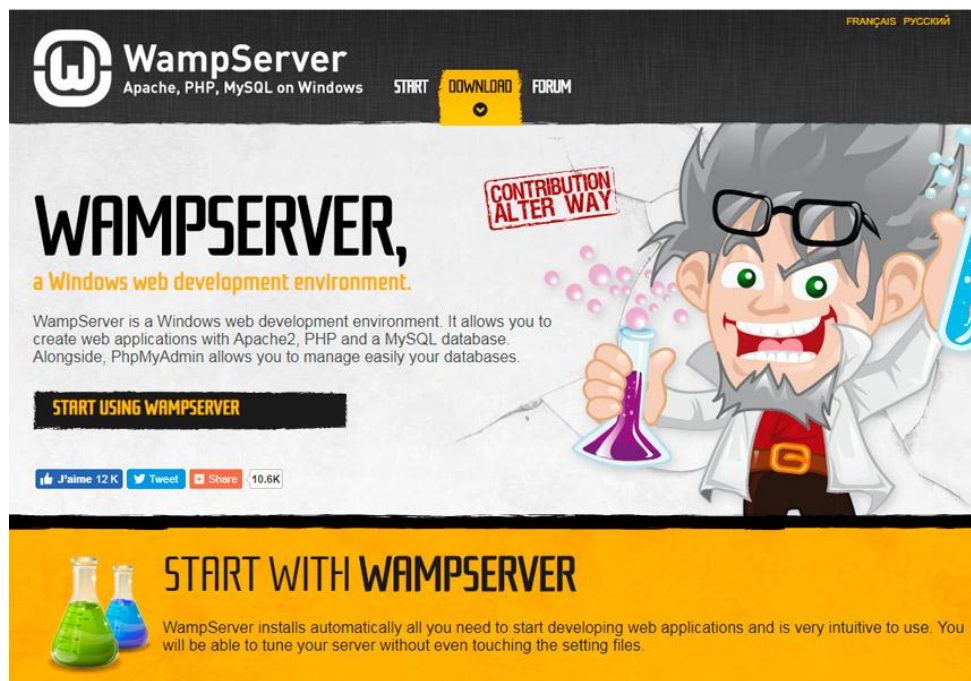 FRANÇAIS РУССКИЙ
WampServer
Apache, PHP, MySQL on Windows
START DOWNLOAD FORUM
CONTRIBUTION
ALTER WAY
WAMPSERVER,
a Windows web development environment.
WampServer is a Windows web development environment. It allows you to
create web applications with Apache2, PHP and a MySQL database.
Alongside, PhpMyAdmin allows you to manage easily your databases.
START USING WAMPSERVER
J'aime 12 K Tweet Share 10.6K
START WITH WAMPSERVER
WampServer installs automatically all you need to start developing web applications and is very intuitive to use. You
will be able to tune your server without even touching the setting files.